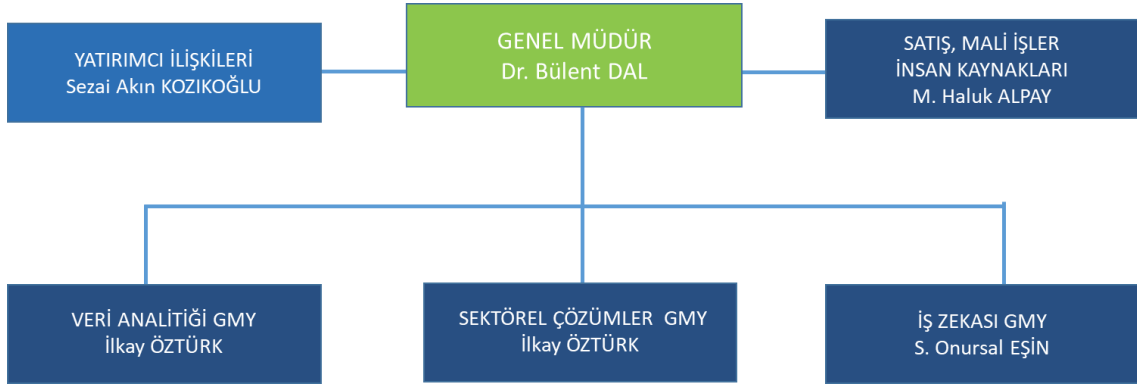 YATIRIMCI İLİŞKİLERİ
Sezai Akın KOZIKOĞLU
GENEL MÜDÜR
Dr. Bülent DAL
SATIŞ, MALİ İŞLER
İNSAN KAYNAKLARI
M. Haluk ALPAY
VERİ ANALİTİĞİ GMY
İlkay ÖZTÜRK
SEKTÖREL ÇÖZÜMLER GMY
İlkay ÖZTÜRK
İŞ ZEKASI GMY
S. Onursal EŞİN